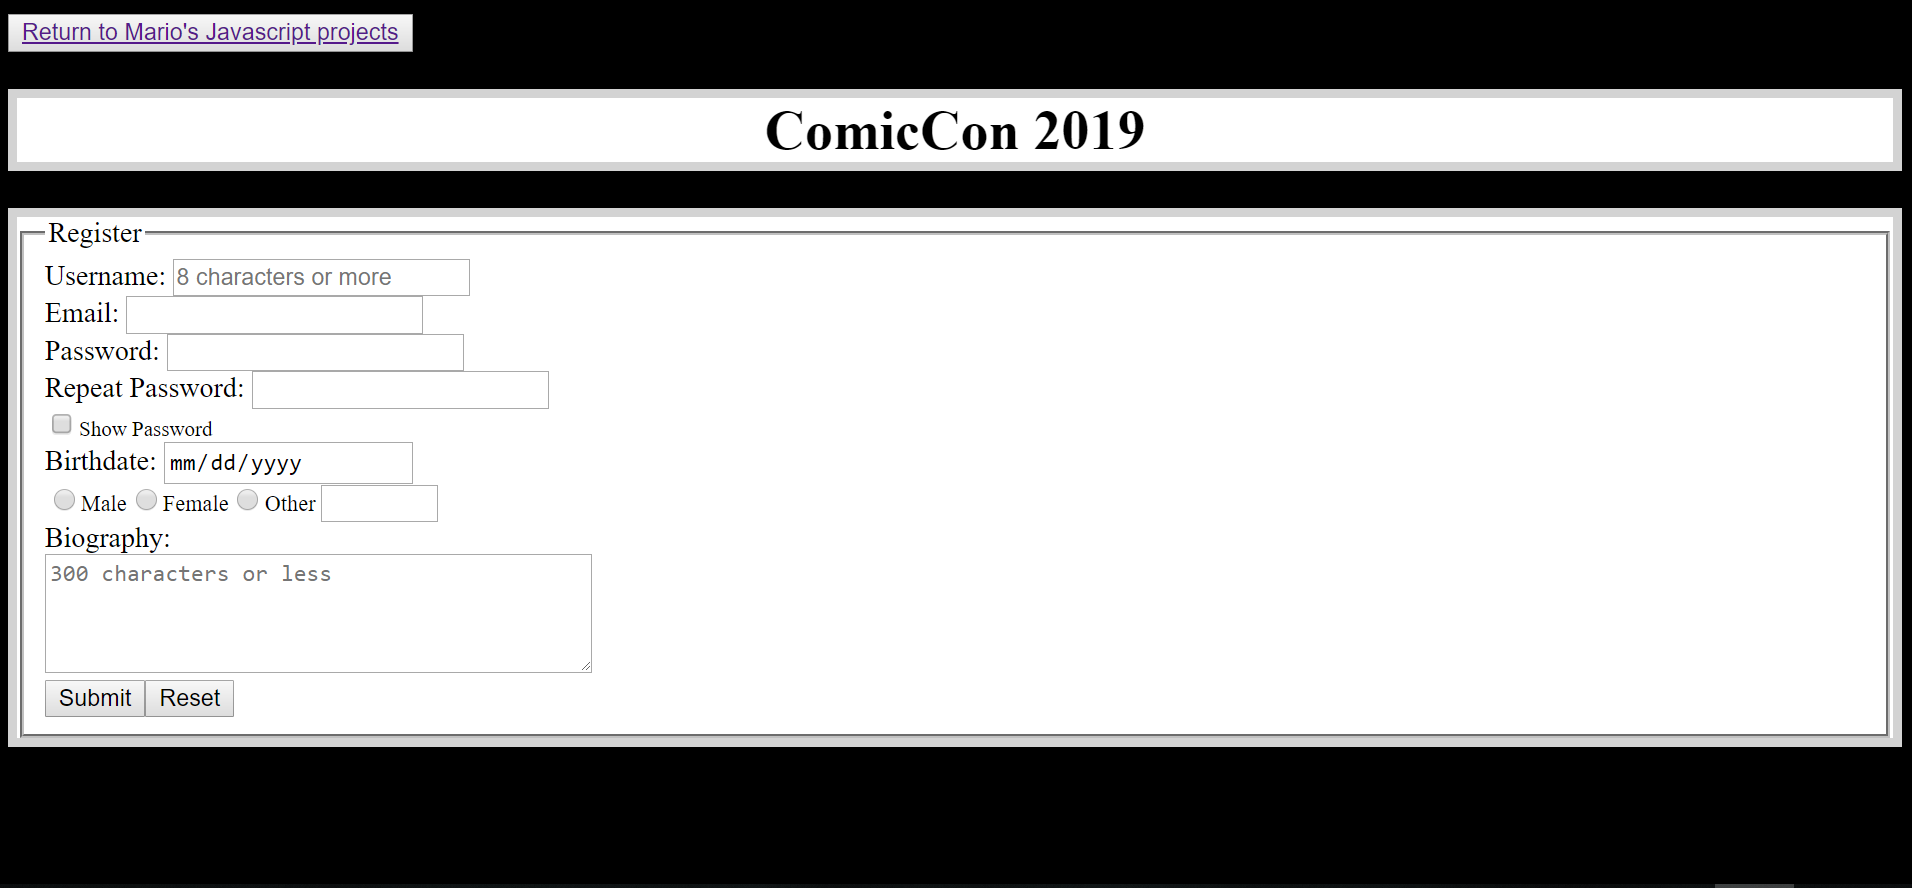 Return to Mario's Javascript projects
ComicCon 2019
Register
Username: 8 characters or more
Email:
Password:
Repeat Password:
Show Password
Birthdate: mm/dd/yyyy
Male Female Other
Biography:
300 characters or less
Submit Reset